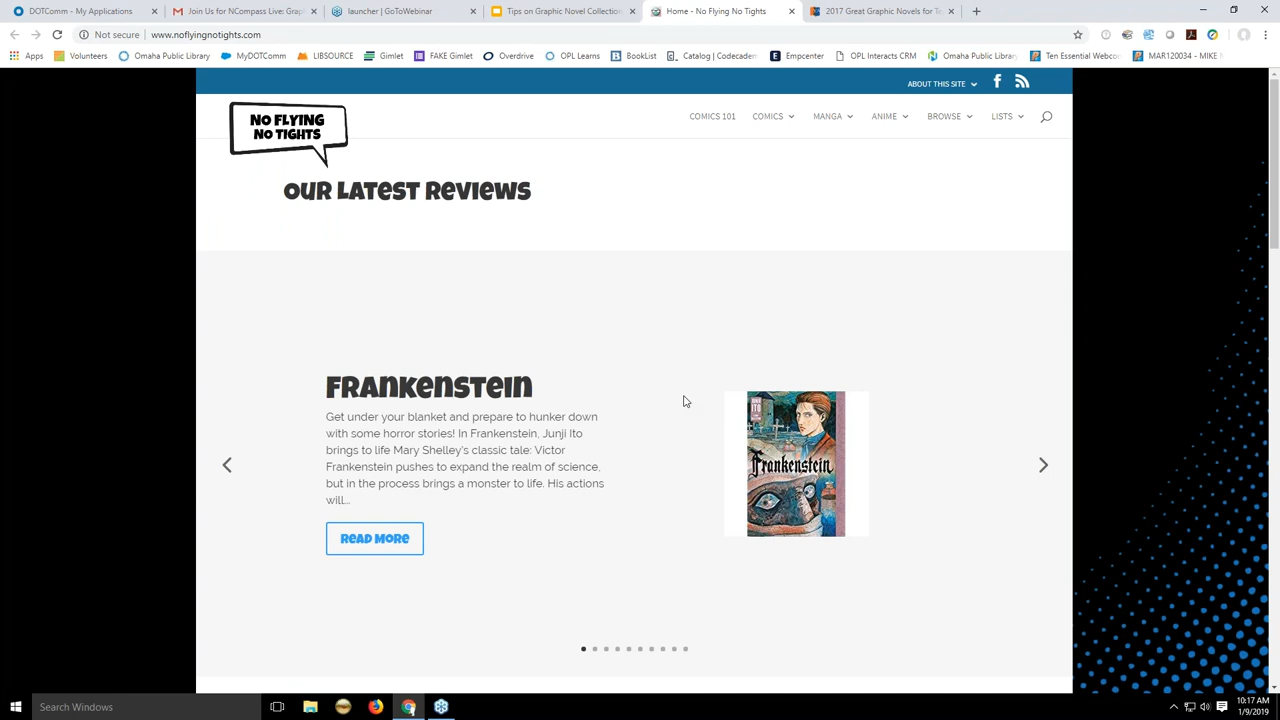 DOTComm - My Applications
Join Us for NCompass Live: Grap
launcher | GoToWebinar
Tips on Graphic Novel Collection
Home - No Flying No Tights
2017 Great Graphic Novels for Te
Not secure
www.noflyingnotights.com
Apps
Volunteers
Omaha Public Library
MyDOTComm
LIBSOURCE
Gimlet
FAKE Gimlet
Overdrive
OPL Learns
BookList
Catalog | Codecadem
Empcenter
OPL Interacts CRM
Omaha Public Library
Ten Essential Webcom
MAR120034 - MIKE
ABOUT THIS SITE
NO FLYING
NO TIGHTS
COMICS 101
COMICS
MANGA
ANIME
BROWSE
LISTS
Our Latest Reviews
Frankenstein
Get under your blanket and prepare to hunker down
with some horror stories! In Frankenstein, Junji Ito
brings to life Mary Shelley's classic tale: Victor
Frankenstein pushes to expand the realm of science,
but in the process brings a monster to life. His actions
will...
Read More
JUNJI
ITO
Frankenstein
Search Windows
10:17 AM
1/9/2019